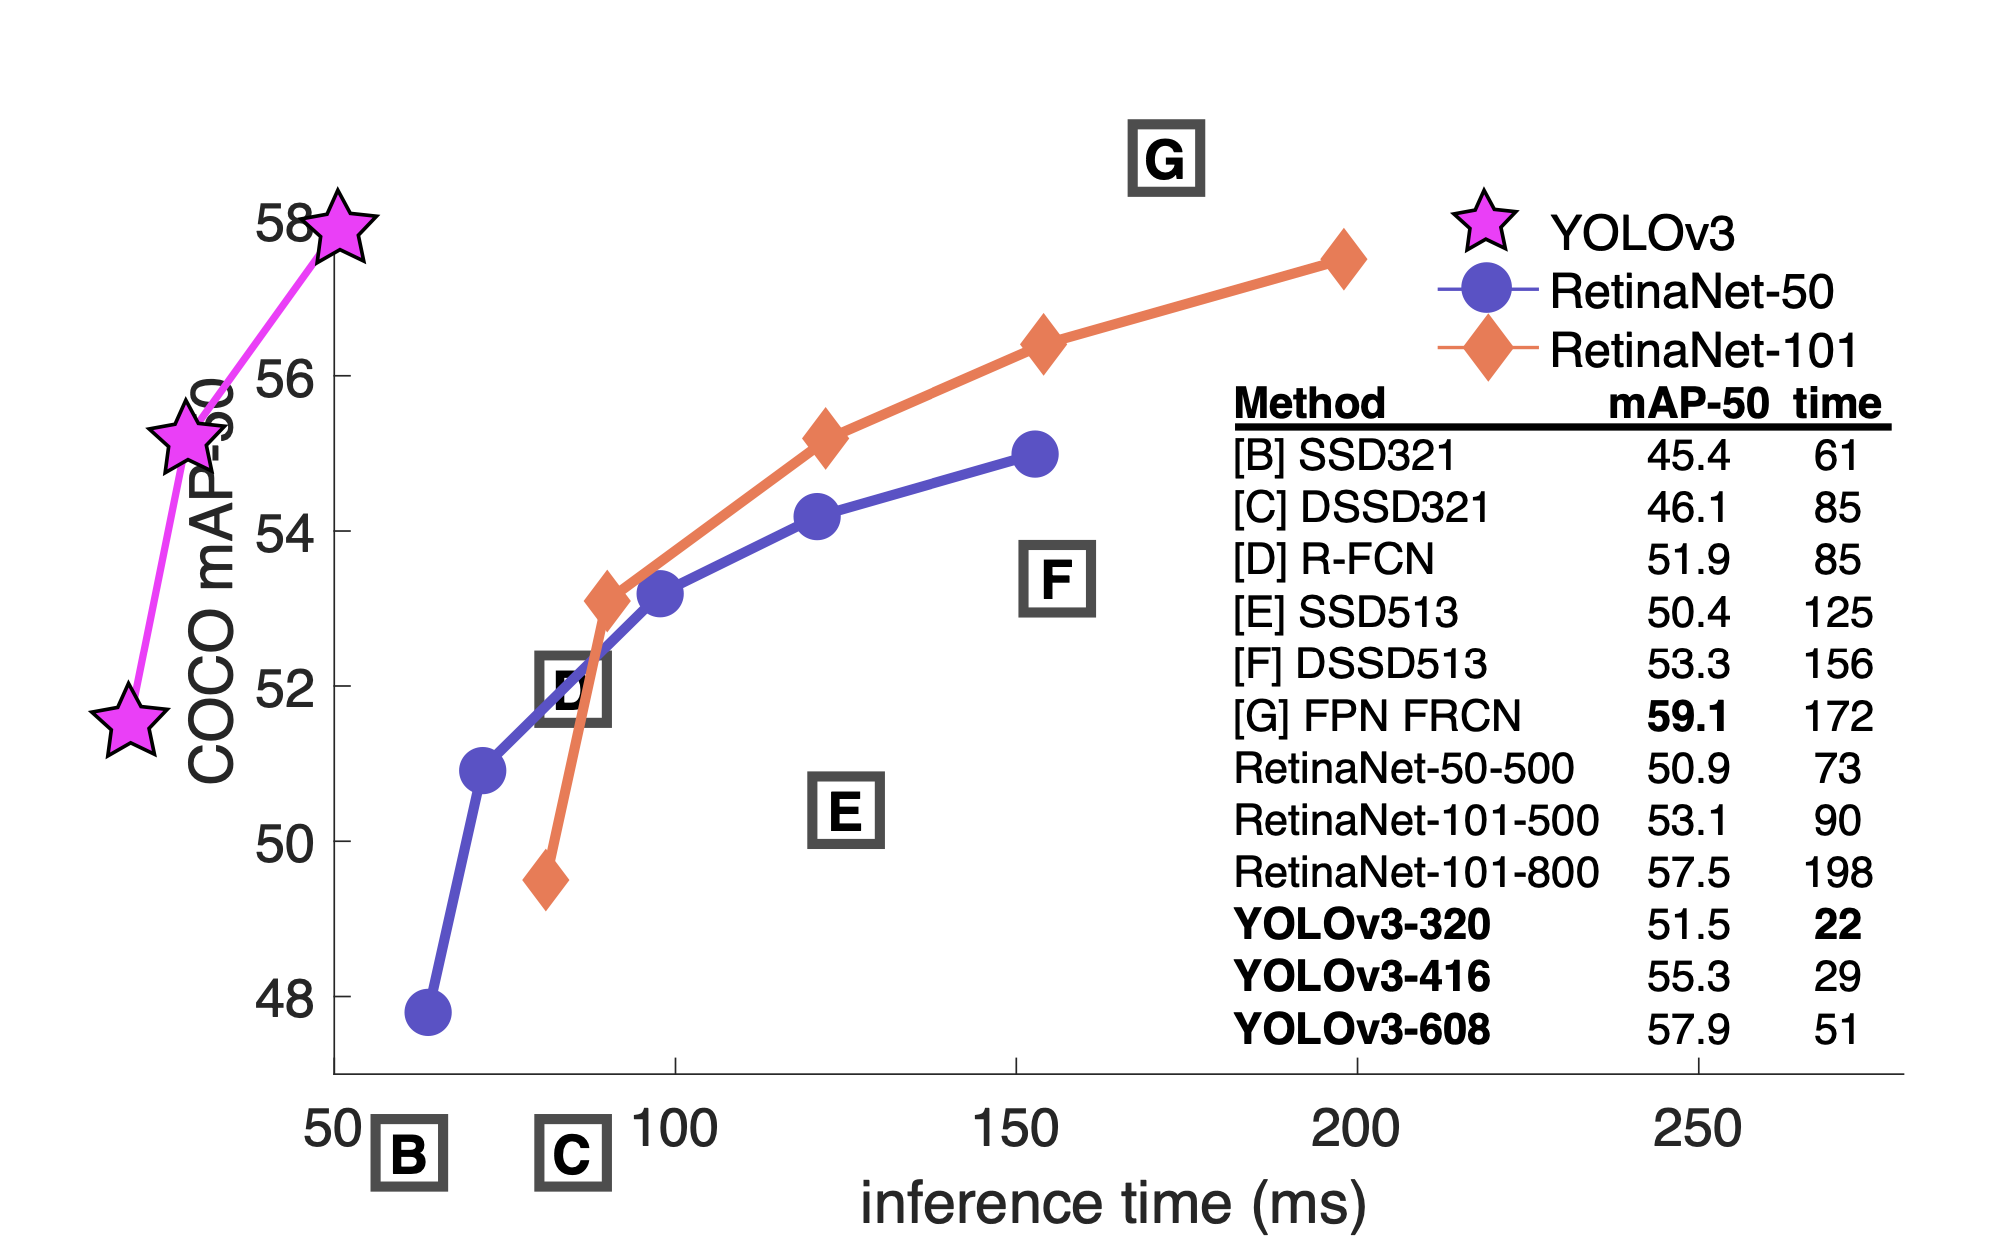 G
58
56
54
52
50
48
COCO mAP-50
D
E
F
YOLOv3
RetinaNet-50
RetinaNet-101
Method mAP-50 time
[B] SSD321 45.4 61
[C] DSSD321 46.1 85
[D] R-FCN 51.9 85
[E] SSD513 50.4 125
[F] DSSD513 53.3 156
[G] FPN FRCN 59.1 172
RetinaNet-50-500 50.9 73
RetinaNet-101-500 53.1 90
RetinaNet-101-800 57.5 198
YOLOv3-320 51.5 22
YOLOv3-416 55.3 29
YOLOv3-608 57.9 51
50 100 150 200 250
B C
inference time (ms)